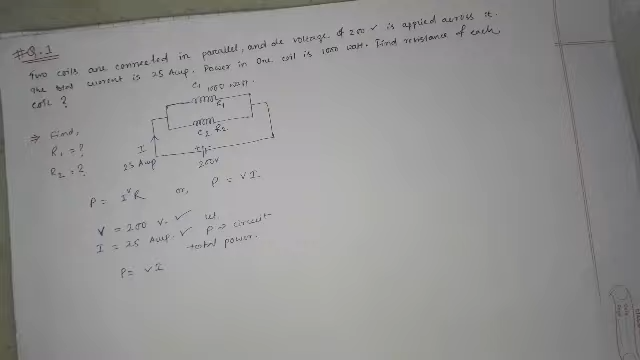 #Q.1
Two coils are connected in parallel, and dc voltage of 200 V is applied across it.
The total current is 25 Amp. Power in one coil is 1000 watt. Find resistance of each
coil ?
C1 1000 watt.
R1
⇒ Find,
C2 R2
R1 = ?
I
R2 = ?
25 Amp
200V
P = I²R or, P = VI.
V = 200 V. ✓ let
I = 25 Amp. ✓ P → circuit
total power.
P = VI